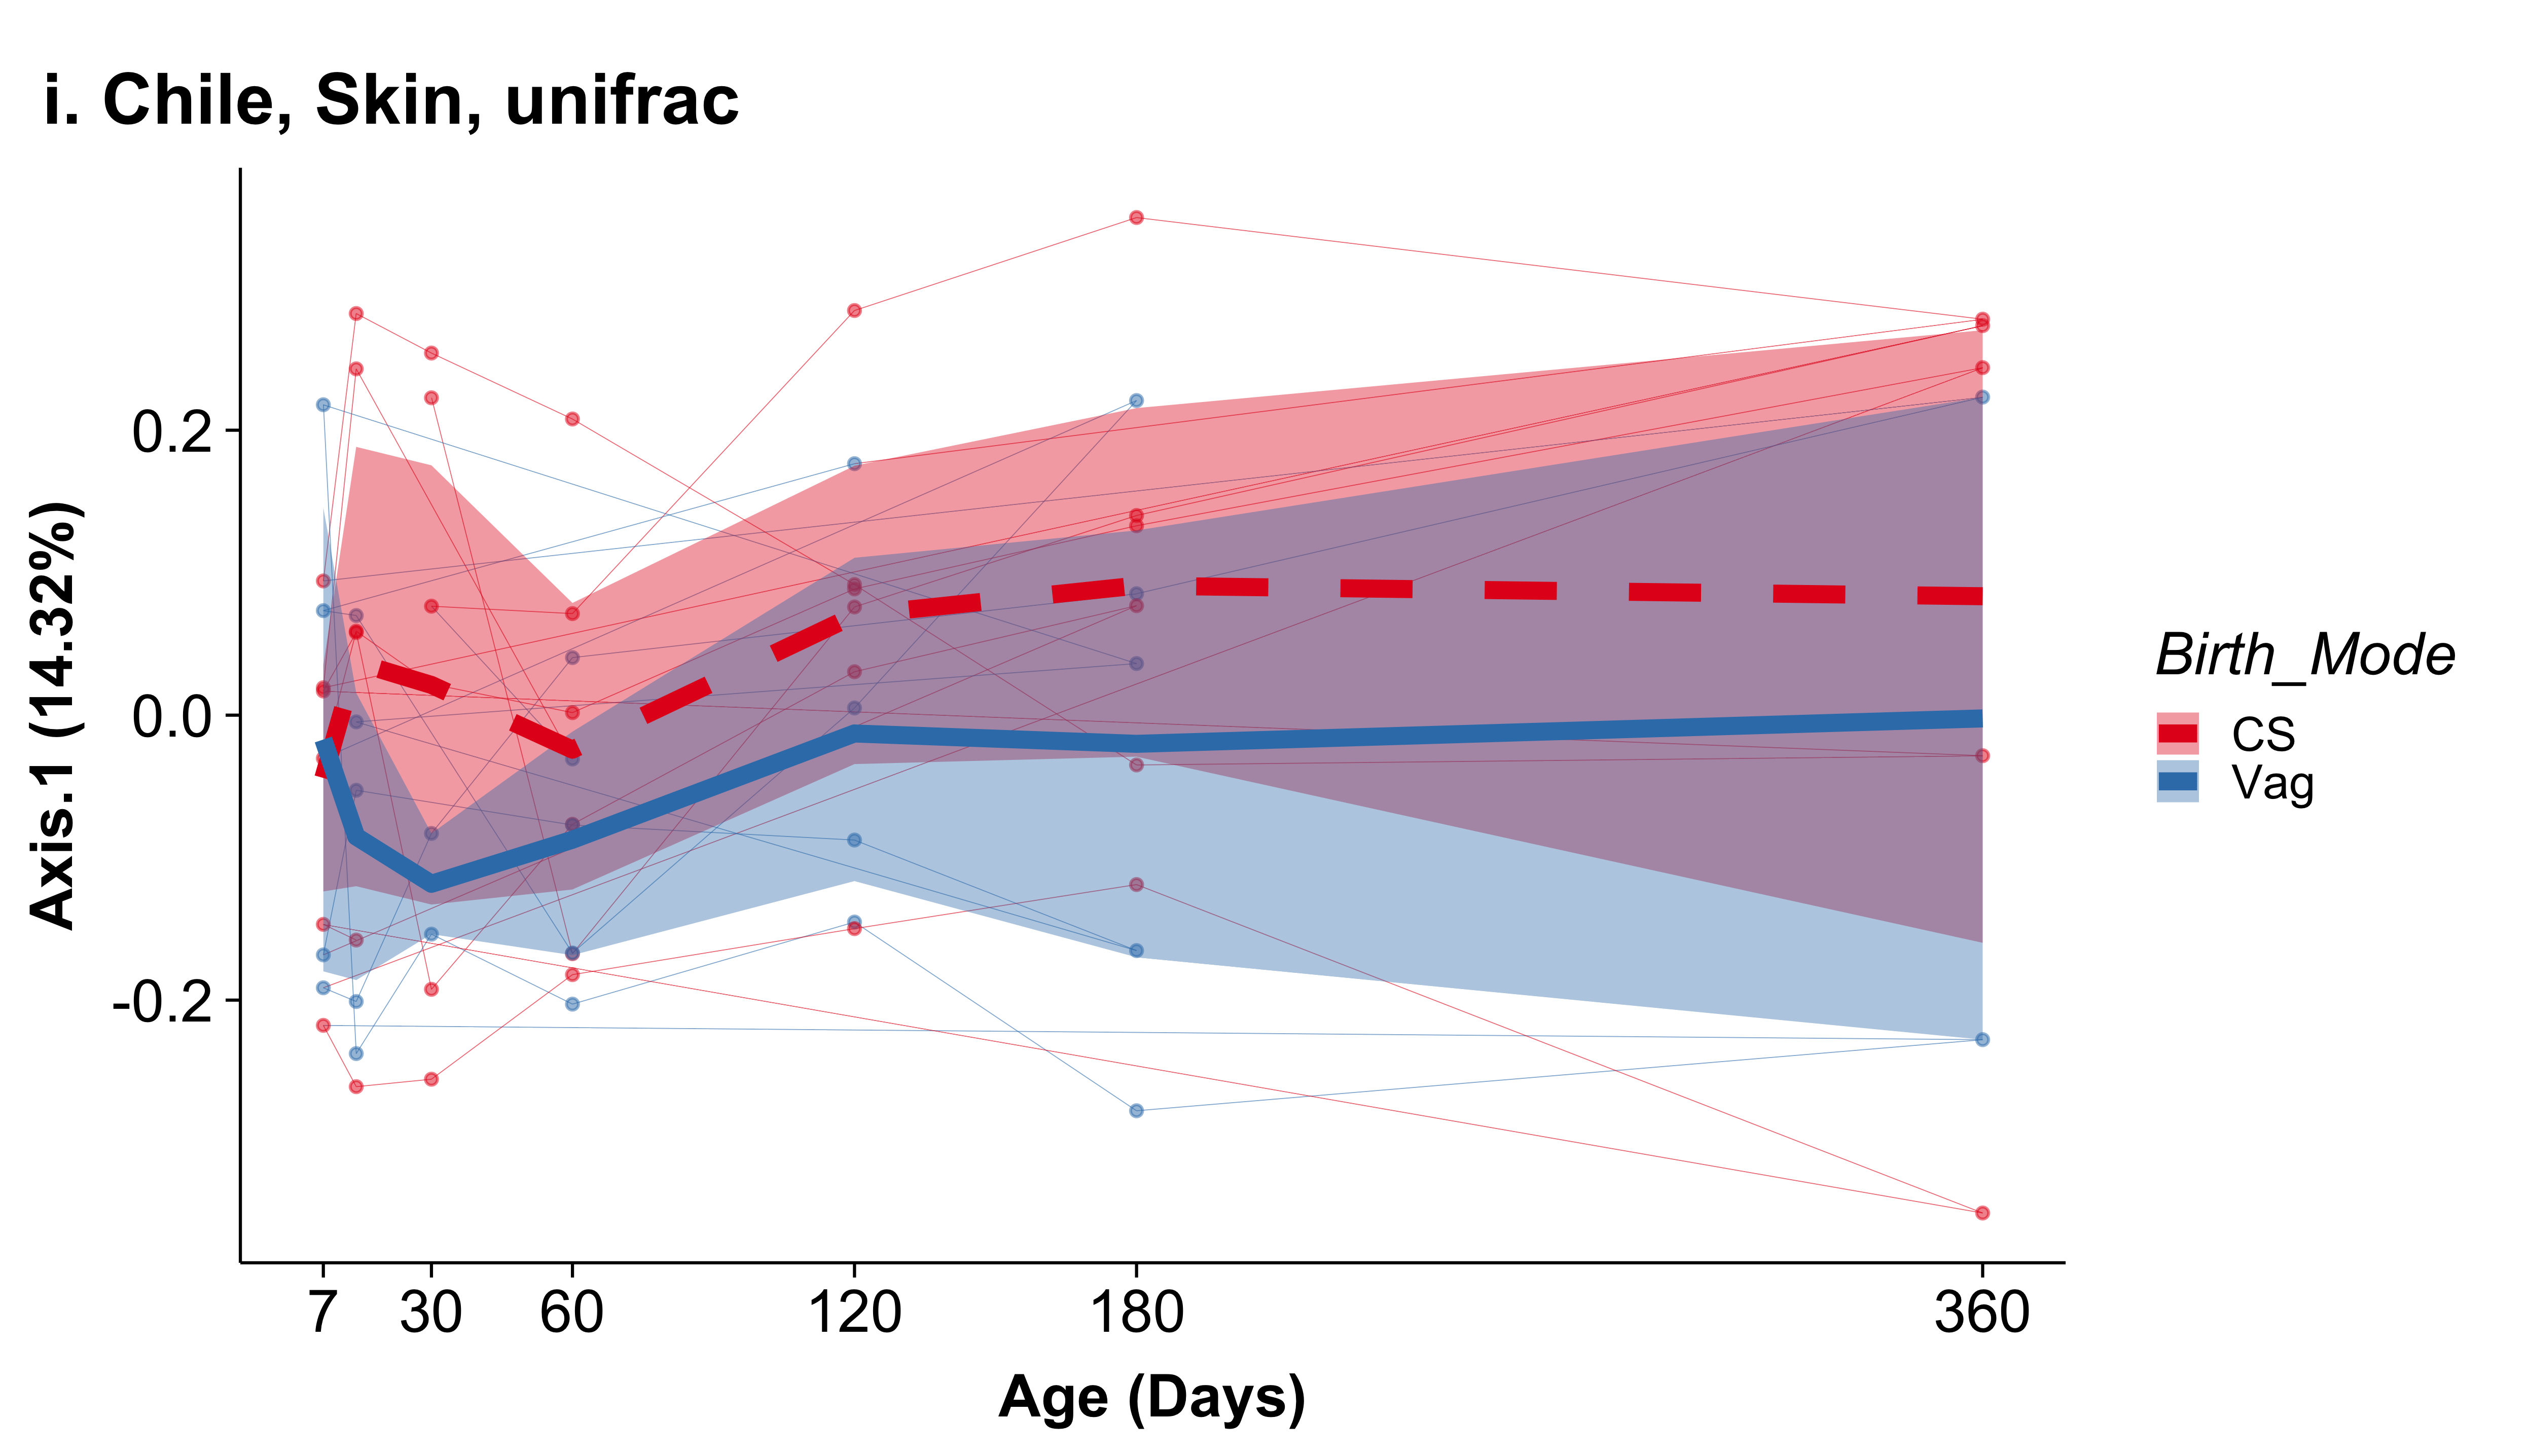 i. Chile, Skin, unifrac
Axis.1 (14.32%)
0.2
0.0
-0.2
7 30 60 120 180 360
Age (Days)
Birth_Mode
CS
Vag